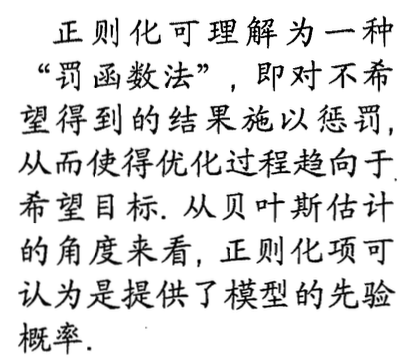 正则化可理解为一种
“罚函数法”, 即对不希
望得到的结果施以惩罚,
从而使得优化过程趋向于
希望目标. 从贝叶斯估计
的角度来看, 正则化项可
认为是提供了模型的先验
概率.